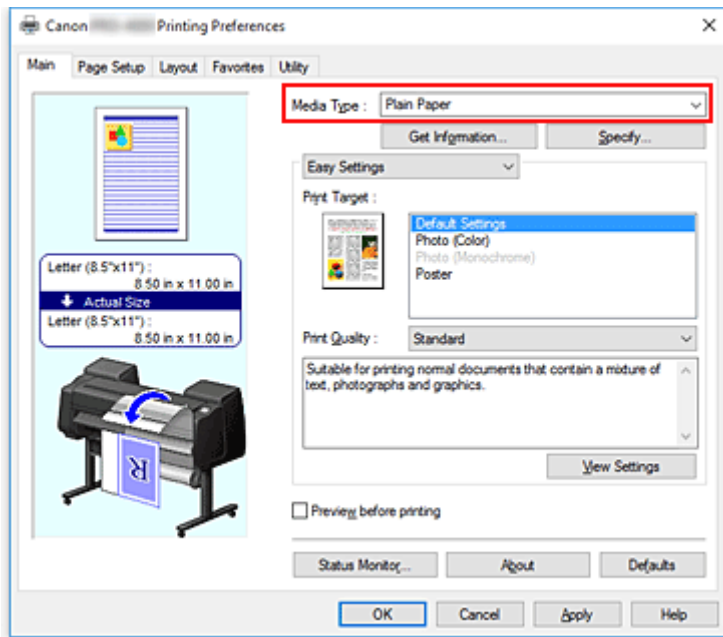 Canon Printing Preferences
Main Page Setup Layout Favorites Utility
Media Type : Plain Paper
Get Information... Specify...
Easy Settings
Print Target :
Default Settings
Photo (Color)
Photo (Monochrome)
Poster
Letter (8.5"x11") :
8.50 in x 11.00 in
Actual Size
Letter (8.5"x11") :
8.50 in x 11.00 in
Print Quality : Standard
Suitable for printing normal documents that contain a mixture of
text, photographs and graphics.
R
View Settings
Preview before printing
Status Monitor... About Defaults
OK Cancel Apply Help